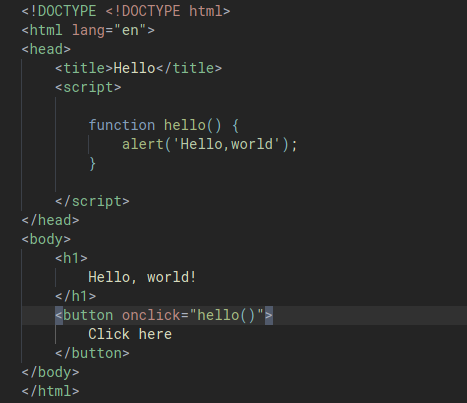 <!DOCTYPE <!DOCTYPE html>
<html lang="en">
<head>
    <title>Hello</title>
    <script>

        function hello() {
            alert('Hello,world');
        }

    </script>
</head>
<body>
    <h1>
        Hello, world!
    </h1>
    <button onclick="hello()">
        Click here
    </button>
</body>
</html>